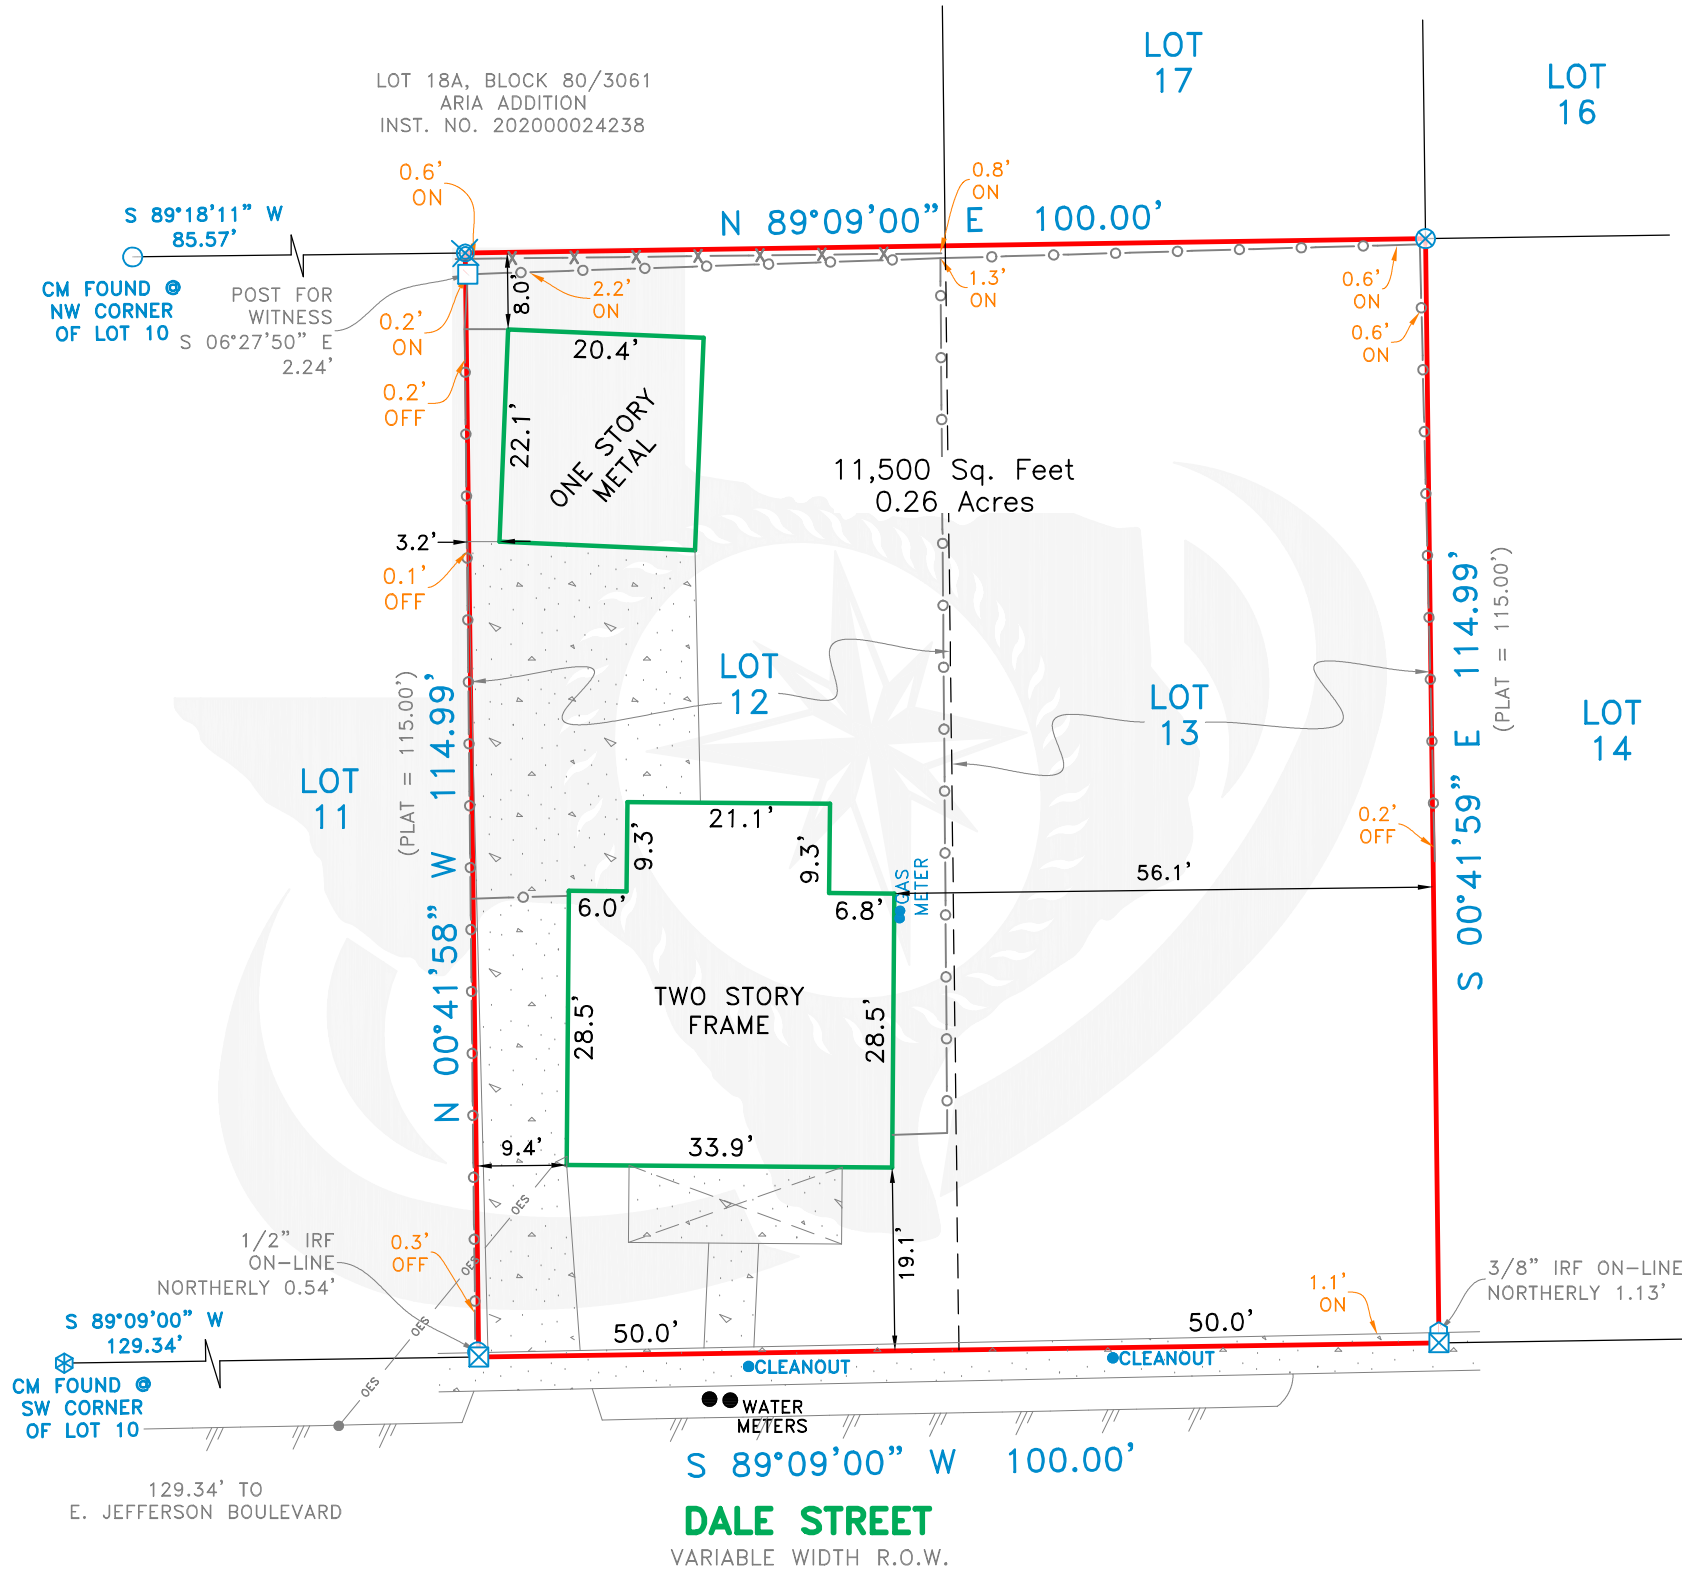 LOT
17
LOT
16
LOT 18A, BLOCK 80/3061
ARIA ADDITION
INST. NO. 202000024238
0.6'
ON
0.8'
ON
S 89°18'11" W
85.57'
N 89°09'00" E 100.00'
CM FOUND @
NW CORNER
OF LOT 10
POST FOR
WITNESS
S 06°27'50" E
2.24'
0.2'
ON
8.0'
2.2'
ON
1.3'
ON
0.6'
ON
0.6'
ON
0.2'
OFF
20.4'
22.1'
ONE STORY
METAL
11,500 Sq. Feet
0.26 Acres
3.2'
0.1'
OFF
LOT
12
LOT
13
LOT
14
LOT
11
(PLAT = 115.00')
N 00°41'58" W 114.99'
S 00°41'59" E 114.99'
(PLAT = 115.00')
0.2'
OFF
21.1'
9.3'
9.3'
GAS
METER
56.1'
6.0'
6.8'
TWO STORY
FRAME
28.5'
28.5'
9.4'
33.9'
OES
OES
OES
OES
19.1'
1/2" IRF
ON-LINE
NORTHERLY 0.54'
0.3'
OFF
1.1'
ON
3/8" IRF ON-LINE
NORTHERLY 1.13'
S 89°09'00" W
129.34'
50.0'
50.0'
CLEANOUT
CLEANOUT
CM FOUND @
SW CORNER
OF LOT 10
WATER
METERS
S 89°09'00" W 100.00'
129.34' TO
E. JEFFERSON BOULEVARD
DALE STREET
VARIABLE WIDTH R.O.W.